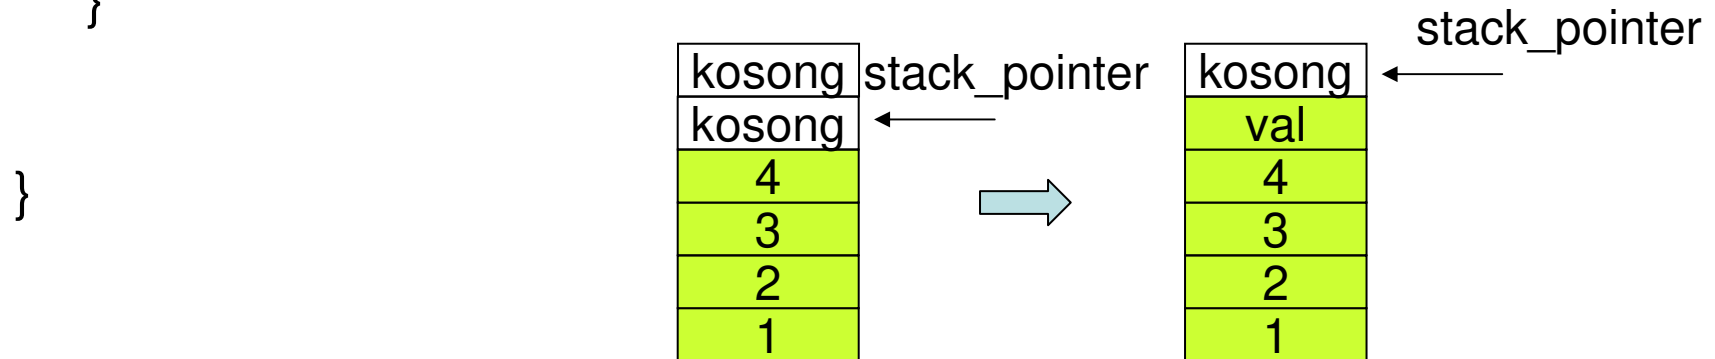 }
stack_pointer
kosong stack_pointer kosong
kosong val
} 4 4
3 3
2 2
1 1